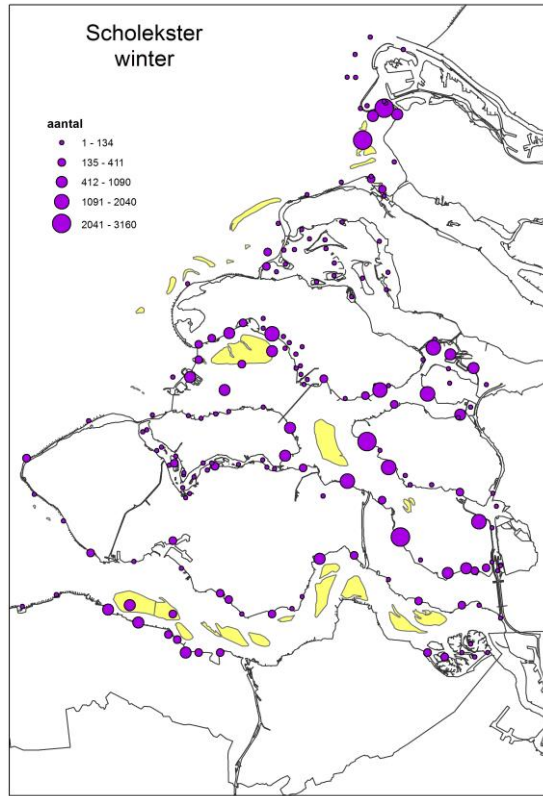 Scholekster
winter
aantal
1 - 134
135 - 411
412 - 1090
1091 - 2040
2041 - 3160